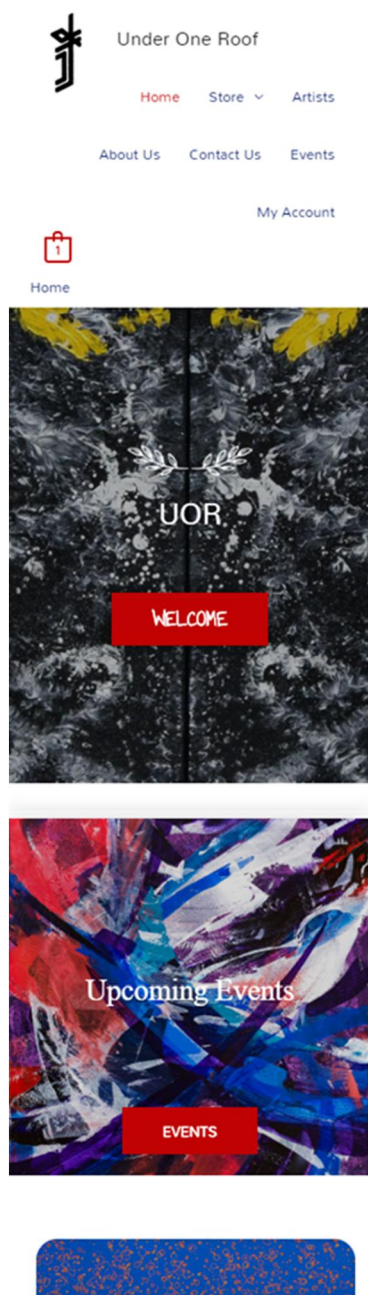 Under One Roof
Home Store Artists
About Us Contact Us Events
My Account
1
Home
UOR
WELCOME
Upcoming Events
EVENTS